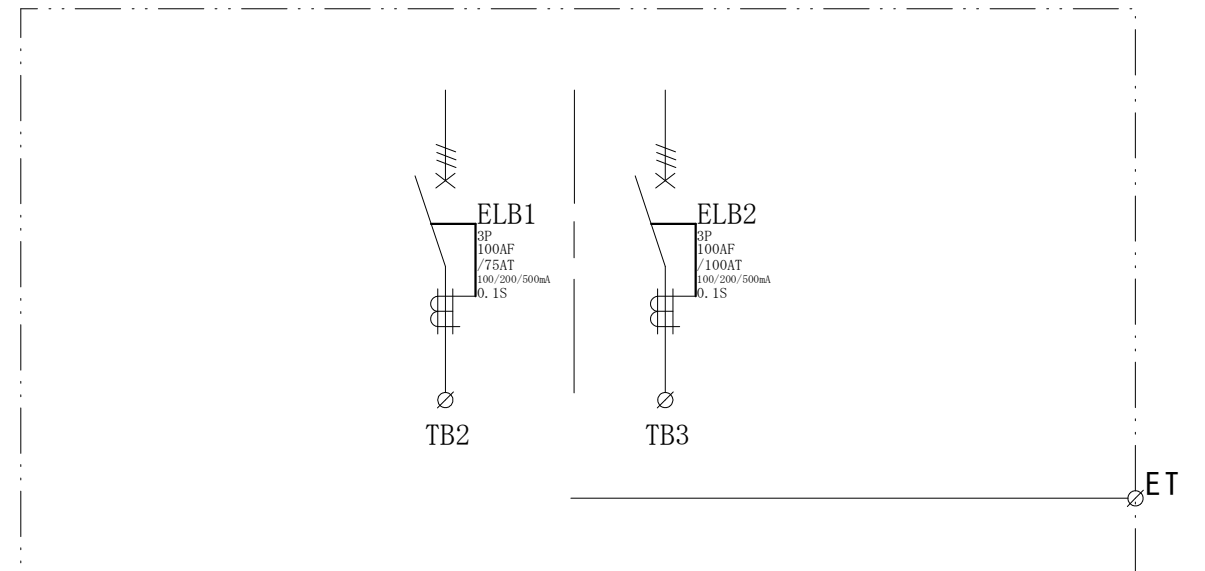 ELB1
3P
100AF
/75AT
100/200/500mA
0.1S
TB2
ELB2
3P
100AF
/100AT
100/200/500mA
0.1S
TB3
ET